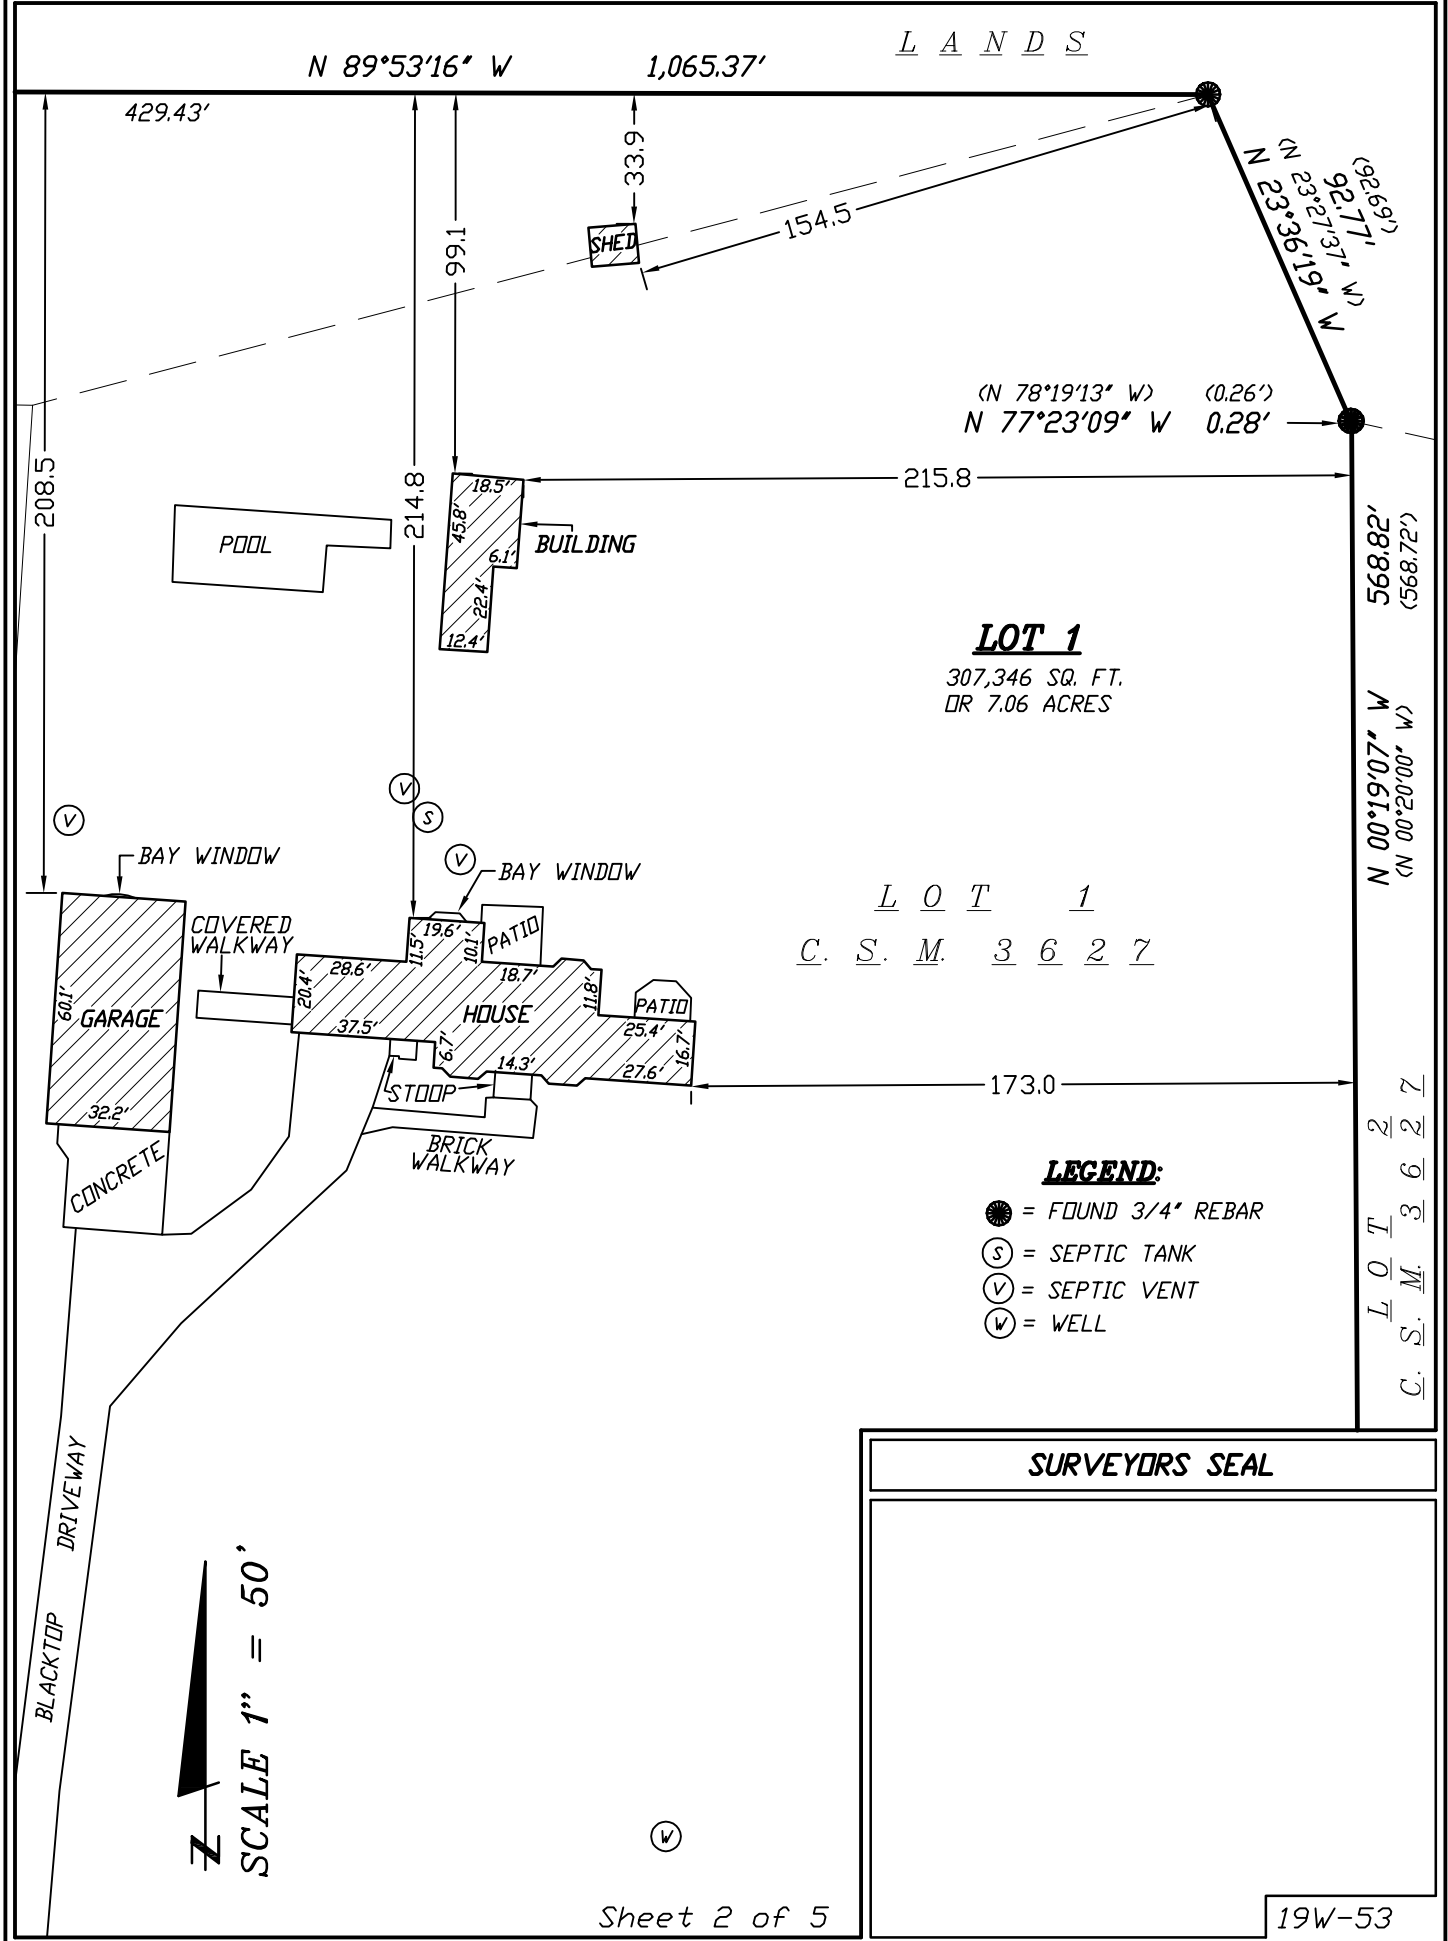 L A N D S
N 89°53'16" W 1,065.37'
429.43'
33.9
99.1
154.5
SHED
(92.69')
92.77'
(N 23°27'37" W)
N 23°36'19" W
(N 78°19'13" W) (0.26')
N 77°23'09" W 0.28'
208.5
214.8
215.8
18.5'
45.8'
6.1'
22.4'
12.4'
BUILDING
POOL
568.82'
(568.72')
LOT 1
307,346 SQ. FT.
OR 7.06 ACRES
N 00°19'07" W
(N 00°20'00" W)
V
V
S
V
BAY WINDOW
BAY WINDOW
COVERED
WALKWAY
L O T 1
C. S. M. 3 6 2 7
19.6'
11.5'
10.1'
PATIO
28.6'
18.7'
20.4'
11.8'
HOUSE
PATIO
60.1'
GARAGE
37.5'
25.4'
6.7'
16.7'
14.3'
27.6'
173.0
STOOP
32.2'
BRICK
WALKWAY
CONCRETE
LEGEND:
= FOUND 3/4" REBAR
S = SEPTIC TANK
V = SEPTIC VENT
W = WELL
L O T 2
C. S. M. 3 6 2 7
BLACKTOP DRIVEWAY
SURVEYORS SEAL
N
SCALE 1" = 50'
W
Sheet 2 of 5
19W-53